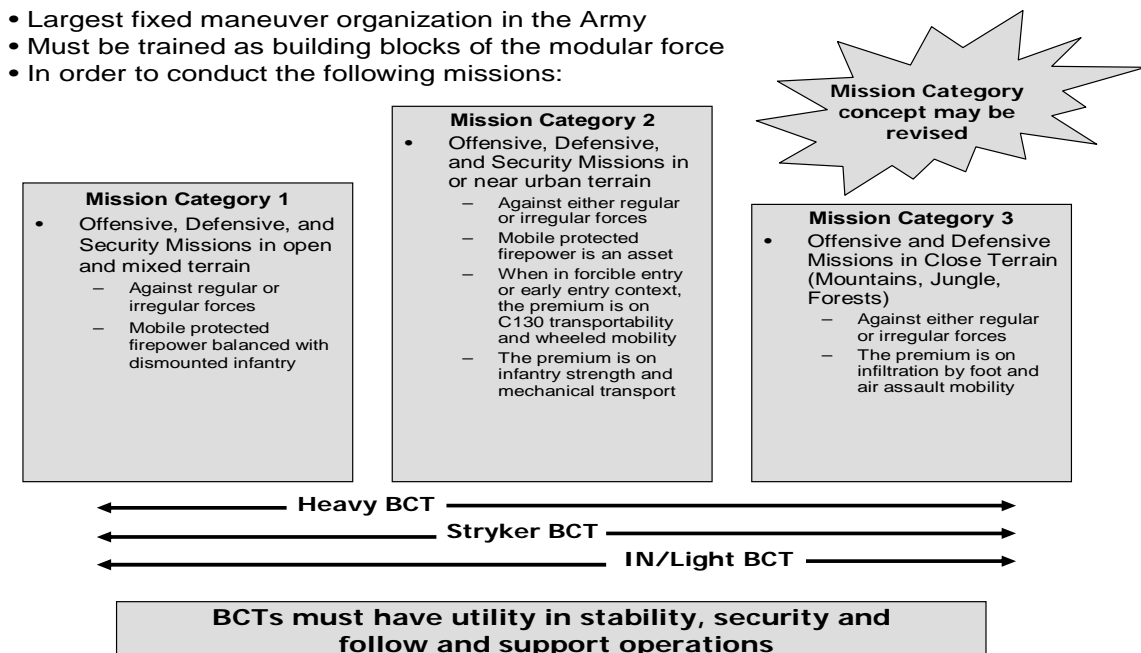 • Largest fixed maneuver organization in the Army
• Must be trained as building blocks of the modular force
• In order to conduct the following missions:
Mission Category
concept may be
revised
Mission Category 1
• Offensive, Defensive, and
Security Missions in open
and mixed terrain
– Against regular or
irregular forces
– Mobile protected
firepower balanced with
dismounted infantry
Mission Category 2
• Offensive, Defensive,
and Security Missions in
or near urban terrain
– Against either regular
or irregular forces
– Mobile protected
firepower is an asset
– When in forcible entry
or early entry context,
the premium is on
C130 transportability
and wheeled mobility
– The premium is on
infantry strength and
mechanical transport
Mission Category 3
• Offensive and Defensive
Missions in Close Terrain
(Mountains, Jungle,
Forests)
– Against either regular
or irregular forces
– The premium is on
infiltration by foot and
air assault mobility
Heavy BCT
Stryker BCT
IN/Light BCT
BCTs must have utility in stability, security and
follow and support operations